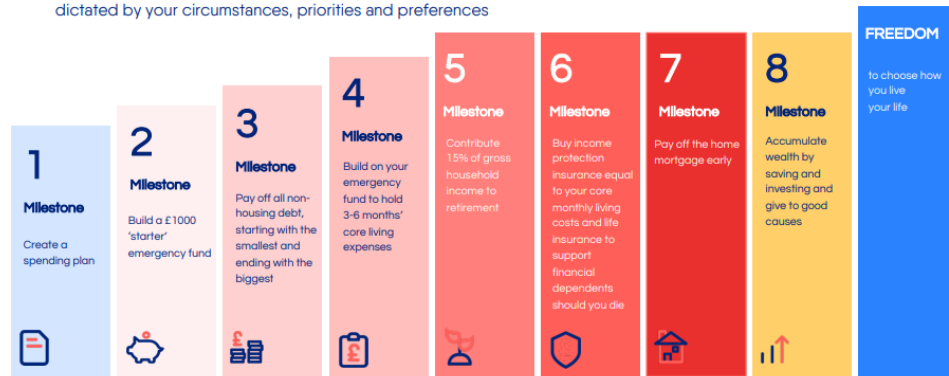 dictated by your circumstances, priorities and preferences
1
Milestone
Create a
spending plan
2
Milestone
Build a £1000
‘starter’
emergency fund
3
Milestone
Pay off all non-
housing debt,
starting with the
smallest and
ending with the
biggest
£
4
Milestone
Build on your
emergency
fund to hold
3-6 months’
core living
expenses
£
5
Milestone
Contribute
15% of gross
household
income to
retirement
6
Milestone
Buy income
protection
insurance equal
to your core
monthly living
costs and life
insurance to
support
financial
dependents
should you die
7
Milestone
Pay off the home
mortgage early
8
Milestone
Accumulate
wealth by
saving and
investing and
give to good
causes
FREEDOM
to choose how
you live
your life